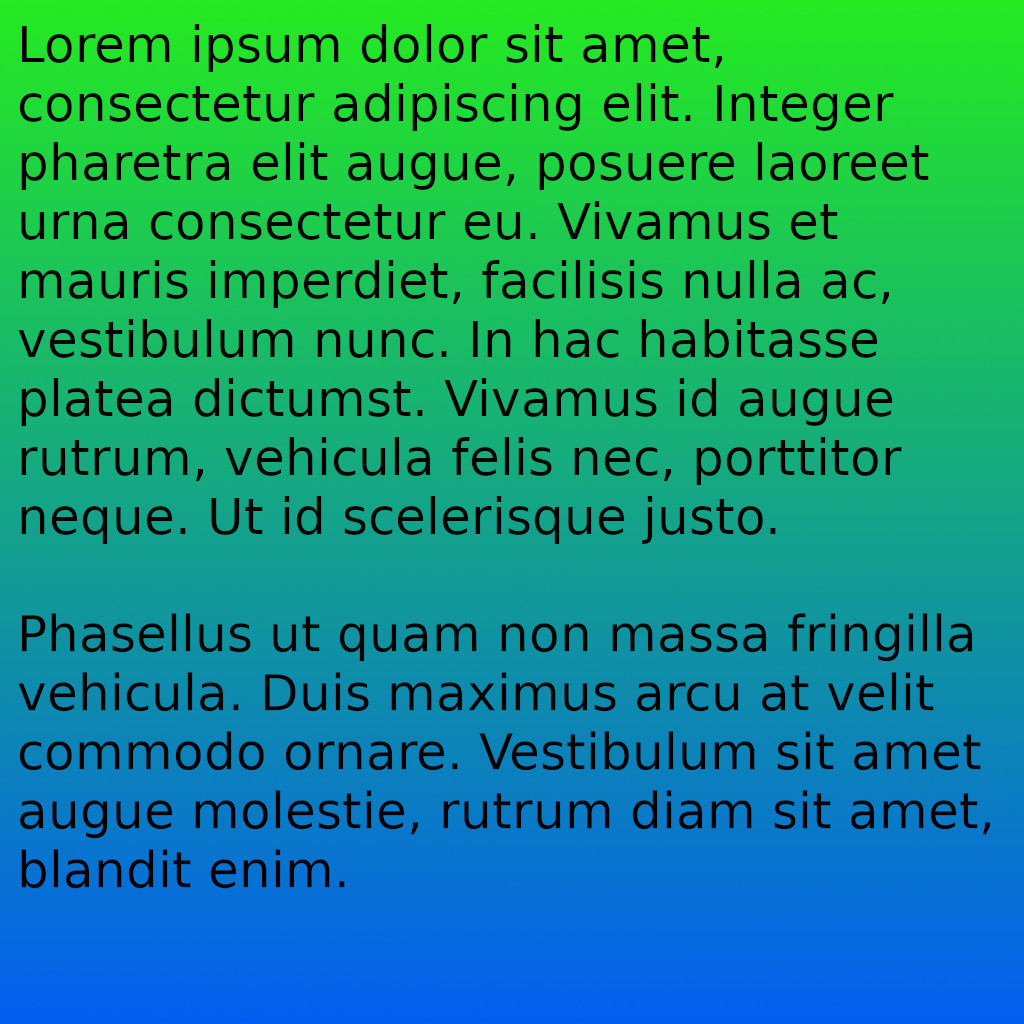 Lorem ipsum dolor sit amet,
consectetur adipiscing elit. Integer
pharetra elit augue, posuere laoreet
urna consectetur eu. Vivamus et
mauris imperdiet, facilisis nulla ac,
vestibulum nunc. In hac habitasse
platea dictumst. Vivamus id augue
rutrum, vehicula felis nec, porttitor
neque. Ut id scelerisque justo.

Phasellus ut quam non massa fringilla
vehicula. Duis maximus arcu at velit
commodo ornare. Vestibulum sit amet
augue molestie, rutrum diam sit amet,
blandit enim.